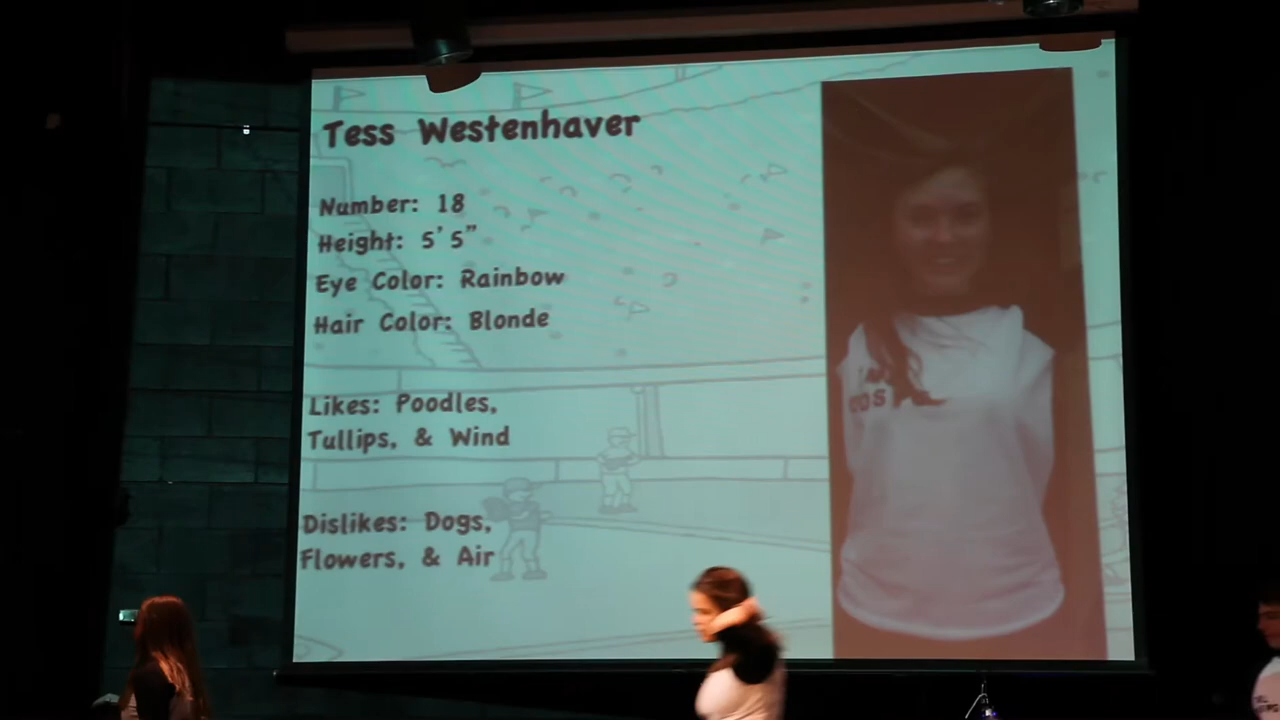 Tess Westenhaver
Number: 18
Height: 5'5"
Eye Color: Rainbow
Hair Color: Blonde
Likes: Poodles,
Tullips, & Wind
Dislikes: Dogs,
Flowers, & Air